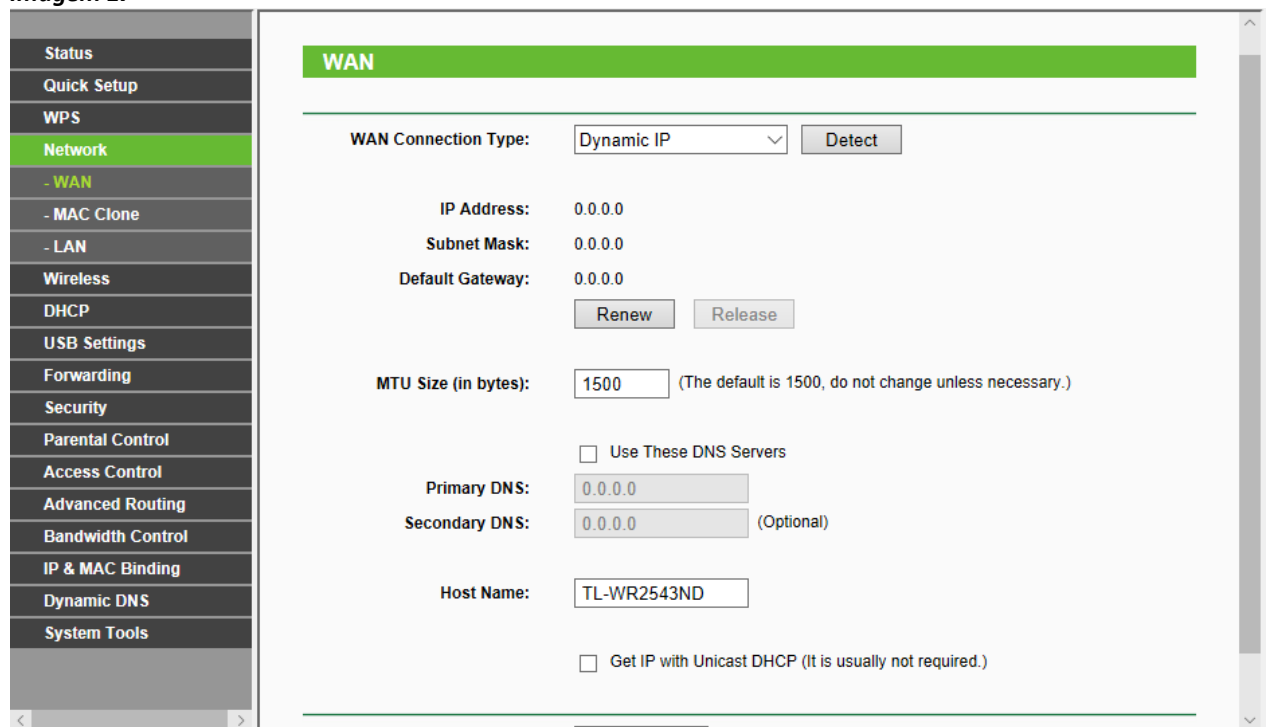 Imagem 2:
Status
Quick Setup
WPS
Network
- WAN
- MAC Clone
- LAN
Wireless
DHCP
USB Settings
Forwarding
Security
Parental Control
Access Control
Advanced Routing
Bandwidth Control
IP & MAC Binding
Dynamic DNS
System Tools
WAN
WAN Connection Type: Dynamic IP Detect
IP Address: 0.0.0.0
Subnet Mask: 0.0.0.0
Default Gateway: 0.0.0.0
Renew Release
MTU Size (in bytes): 1500 (The default is 1500, do not change unless necessary.)
Use These DNS Servers
Primary DNS: 0.0.0.0
Secondary DNS: 0.0.0.0 (Optional)
Host Name: TL-WR2543ND
Get IP with Unicast DHCP (It is usually not required.)